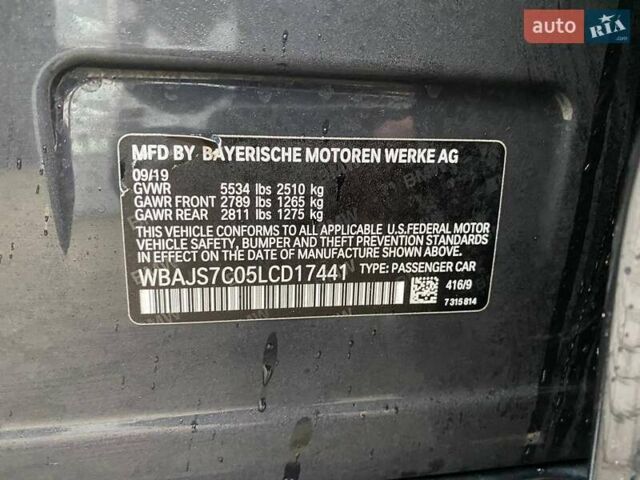 auto RIA
.com
MFD BY BAYERISCHE MOTOREN WERKE AG
09/19
GVWR 5534 lbs 2510 kg
GAWR FRONT 2789 lbs 1265 kg
GAWR REAR 2811 lbs 1275 kg
THIS VEHICLE CONFORMS TO ALL APPLICABLE U.S.FEDERAL MOTOR
VEHICLE SAFETY, BUMPER AND THEFT PREVENTION STANDARDS
IN EFFECT ON THE DATE OF MANUFACTURE SHOWN ABOVE.
WBAJS7C05LCD17441 TYPE: PASSENGER CAR
416/9
7 315 814